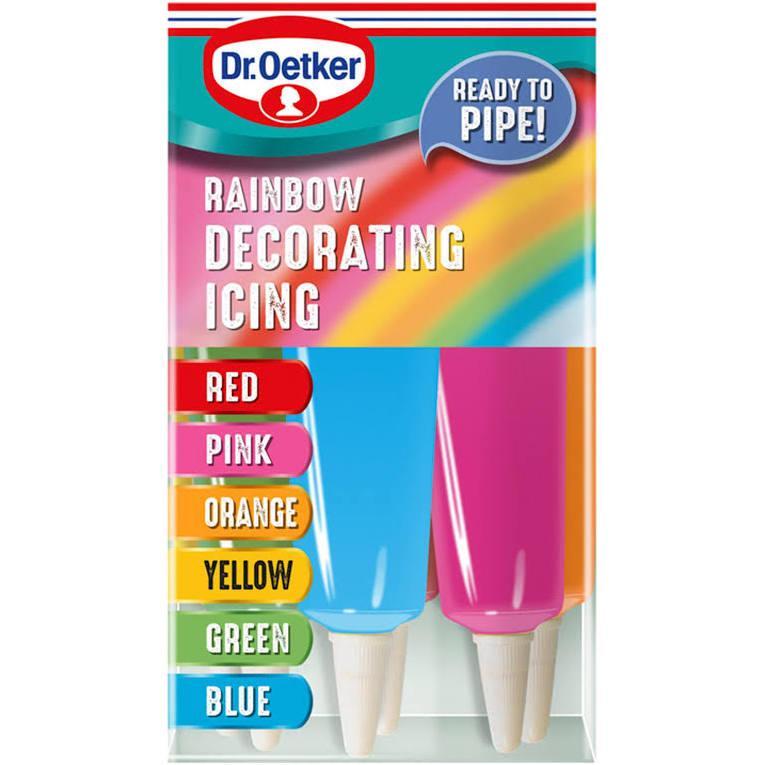 Dr.Oetker
READY TO
PIPE!
RAINBOW
DECORATING
ICING
RED
PINK
ORANGE
YELLOW
GREEN
BLUE